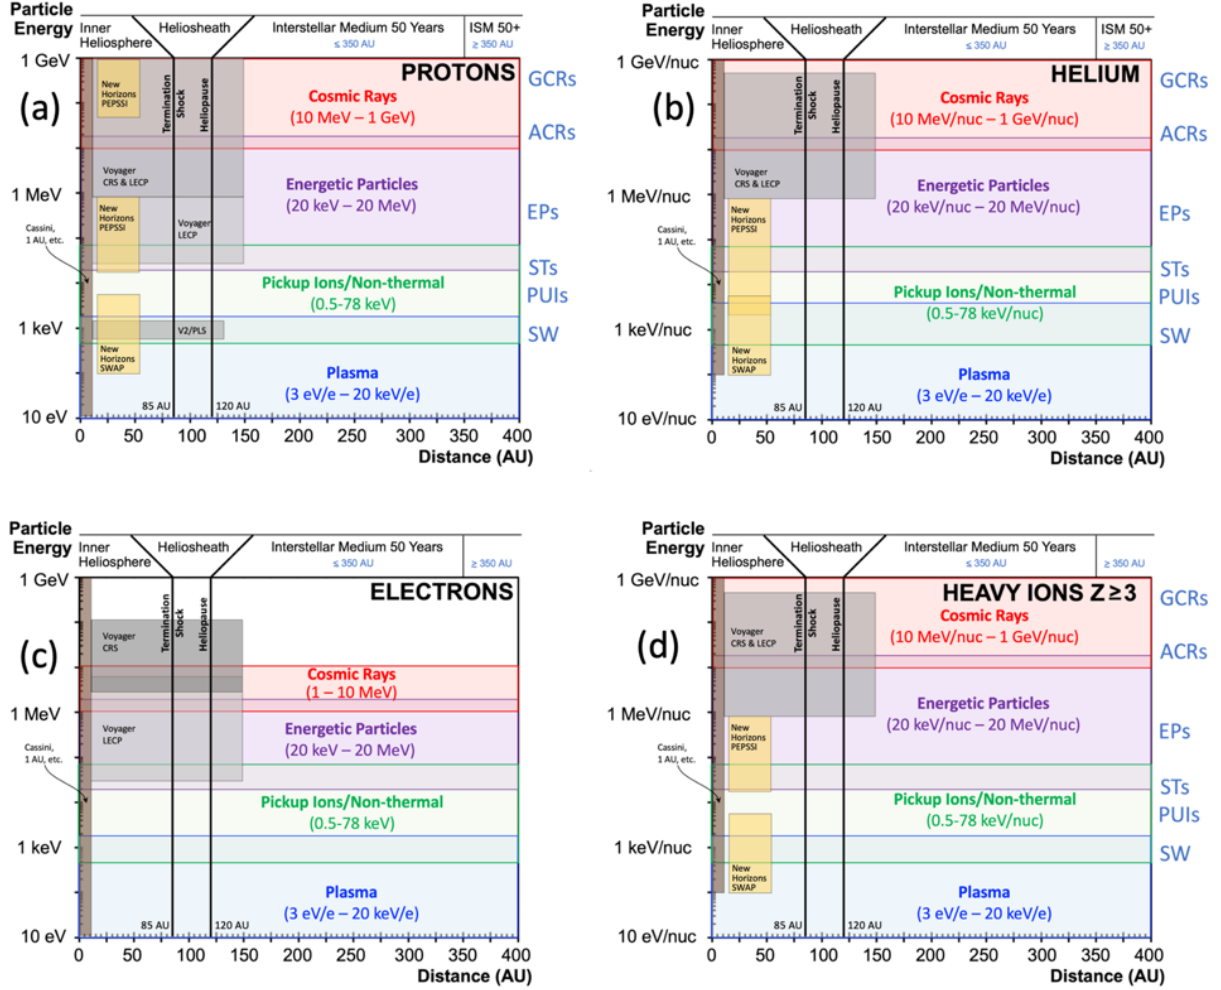 Particle
Energy
Inner
Heliosphere
Heliosheath
Interstellar Medium 50 Years
≤ 350 AU
ISM 50+
≥ 350 AU
(a)
PROTONS
1 GeV
1 MeV
1 keV
10 eV
New
Horizons
PEPSSI
Termination
Shock
Heliopause
Cosmic Rays
(10 MeV – 1 GeV)
Voyager
CRS & LECP
Energetic Particles
(20 keV – 20 MeV)
New
Horizons
PEPSSI
Voyager
LECP
Cassini,
1 AU, etc.
Pickup Ions/Non-thermal
(0.5-78 keV)
V2/PLS
New
Horizons
SWAP
Plasma
(3 eV/e – 20 keV/e)
85 AU
120 AU
0 50 100 150 200 250 300 350 400
Distance (AU)
GCRs
ACRs
EPs
STs
PUIs
SW
Particle
Energy
Inner
Heliosphere
Heliosheath
Interstellar Medium 50 Years
≤ 350 AU
ISM 50+
≥ 350 AU
(b)
HELIUM
1 GeV/nuc
1 MeV/nuc
1 keV/nuc
10 eV/nuc
Termination
Shock
Heliopause
Cosmic Rays
(10 MeV/nuc – 1 GeV/nuc)
Voyager
CRS & LECP
Energetic Particles
(20 keV/nuc – 20 MeV/nuc)
New
Horizons
PEPSSI
Cassini,
1 AU, etc.
Pickup Ions/Non-thermal
(0.5-78 keV/nuc)
New
Horizons
SWAP
Plasma
(3 eV/e – 20 keV/e)
85 AU
120 AU
0 50 100 150 200 250 300 350 400
Distance (AU)
GCRs
ACRs
EPs
STs
PUIs
SW
Particle
Energy
Inner
Heliosphere
Heliosheath
Interstellar Medium 50 Years
≤ 350 AU
≥ 350 AU
(c)
ELECTRONS
1 GeV
1 MeV
1 keV
10 eV
Termination
Shock
Heliopause
Voyager
CRS
Cosmic Rays
(1 – 10 MeV)
Voyager
LECP
Energetic Particles
(20 keV – 20 MeV)
Cassini,
1 AU, etc.
Pickup Ions/Non-thermal
(0.5-78 keV)
Plasma
(3 eV/e – 20 keV/e)
85 AU
120 AU
0 50 100 150 200 250 300 350 400
Distance (AU)
Particle
Energy
Inner
Heliosphere
Heliosheath
Interstellar Medium 50 Years
≤ 350 AU
ISM 50+
≥ 350 AU
(d)
HEAVY IONS Z ≥ 3
1 GeV/nuc
1 MeV/nuc
1 keV/nuc
10 eV/nuc
Termination
Shock
Heliopause
Cosmic Rays
(10 MeV/nuc – 1 GeV/nuc)
Voyager
CRS & LECP
Energetic Particles
(20 keV/nuc – 20 MeV/nuc)
New
Horizons
PEPSSI
Cassini,
1 AU, etc.
Pickup Ions/Non-thermal
(0.5-78 keV/nuc)
New
Horizons
SWAP
Plasma
(3 eV/e – 20 keV/e)
85 AU
120 AU
0 50 100 150 200 250 300 350 400
Distance (AU)
GCRs
ACRs
EPs
STs
PUIs
SW